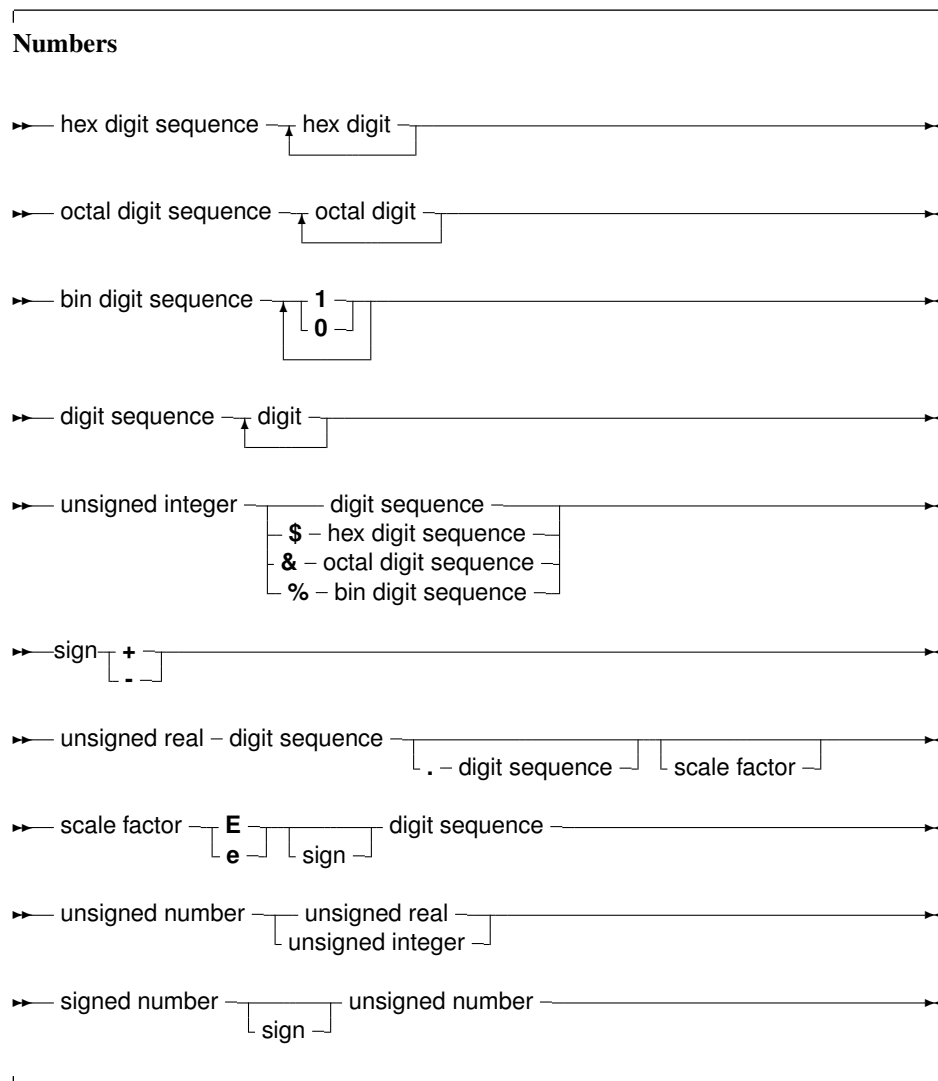 Numbers
hex digit sequence hex digit
octal digit sequence octal digit
bin digit sequence 1
0
digit sequence digit
unsigned integer digit sequence
$ hex digit sequence
& octal digit sequence
% bin digit sequence
sign +
-
unsigned real digit sequence
. digit sequence scale factor
scale factor E digit sequence
e sign
unsigned number unsigned real
unsigned integer
signed number unsigned number
sign